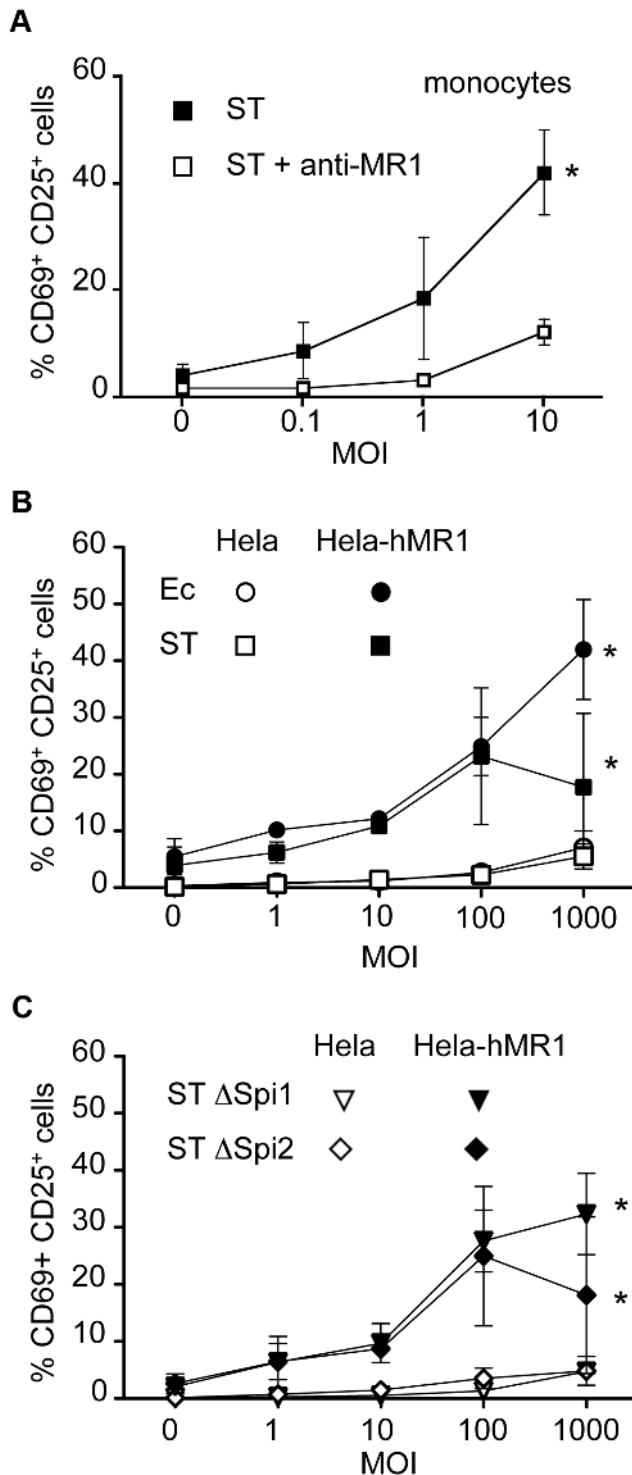 A
% CD69⁺ CD25⁺ cells
60
40
20
0
monocytes
ST
ST + anti-MR1
*
0 0.1 1 10
MOI
B
% CD69⁺ CD25⁺ cells
60
50
40
30
20
10
0
Hela Hela-hMR1
Ec
ST
*
*
0 1 10 100 1000
MOI
C
% CD69+ CD25⁺ cells
60
50
40
30
20
10
0
Hela Hela-hMR1
ST ΔSpi1
ST ΔSpi2
*
*
0 1 10 100 1000
MOI